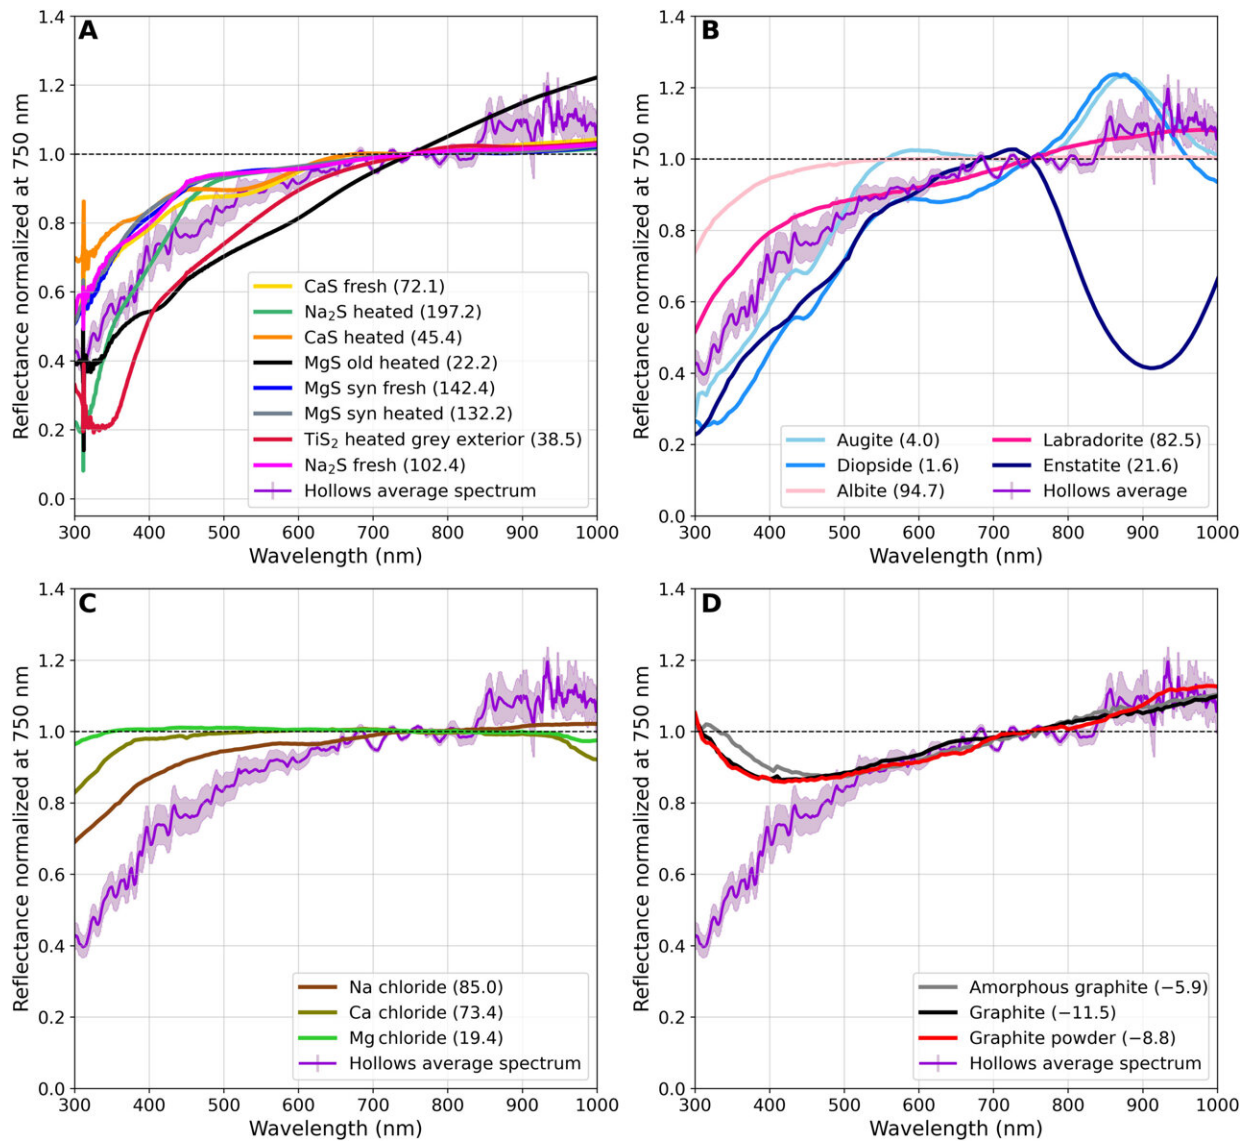 A
Reflectance normalized at 750 nm
1.4
1.2
1.0
0.8
0.6
0.4
0.2
0.0
CaS fresh (72.1)
Na₂S heated (197.2)
CaS heated (45.4)
MgS old heated (22.2)
MgS syn fresh (142.4)
MgS syn heated (132.2)
TiS₂ heated grey exterior (38.5)
Na₂S fresh (102.4)
Hollows average spectrum
300 400 500 600 700 800 900 1000
Wavelength (nm)
B
Reflectance normalized at 750 nm
1.4
1.2
1.0
0.8
0.6
0.4
0.2
0.0
Augite (4.0) Labradorite (82.5)
Diopside (1.6) Enstatite (21.6)
Albite (94.7) Hollows average
300 400 500 600 700 800 900 1000
Wavelength (nm)
C
Reflectance normalized at 750 nm
1.4
1.2
1.0
0.8
0.6
0.4
0.2
0.0
Na chloride (85.0)
Ca chloride (73.4)
Mg chloride (19.4)
Hollows average spectrum
300 400 500 600 700 800 900 1000
Wavelength (nm)
D
Reflectance normalized at 750 nm
1.4
1.2
1.0
0.8
0.6
0.4
0.2
0.0
Amorphous graphite (−5.9)
Graphite (−11.5)
Graphite powder (−8.8)
Hollows average spectrum
300 400 500 600 700 800 900 1000
Wavelength (nm)